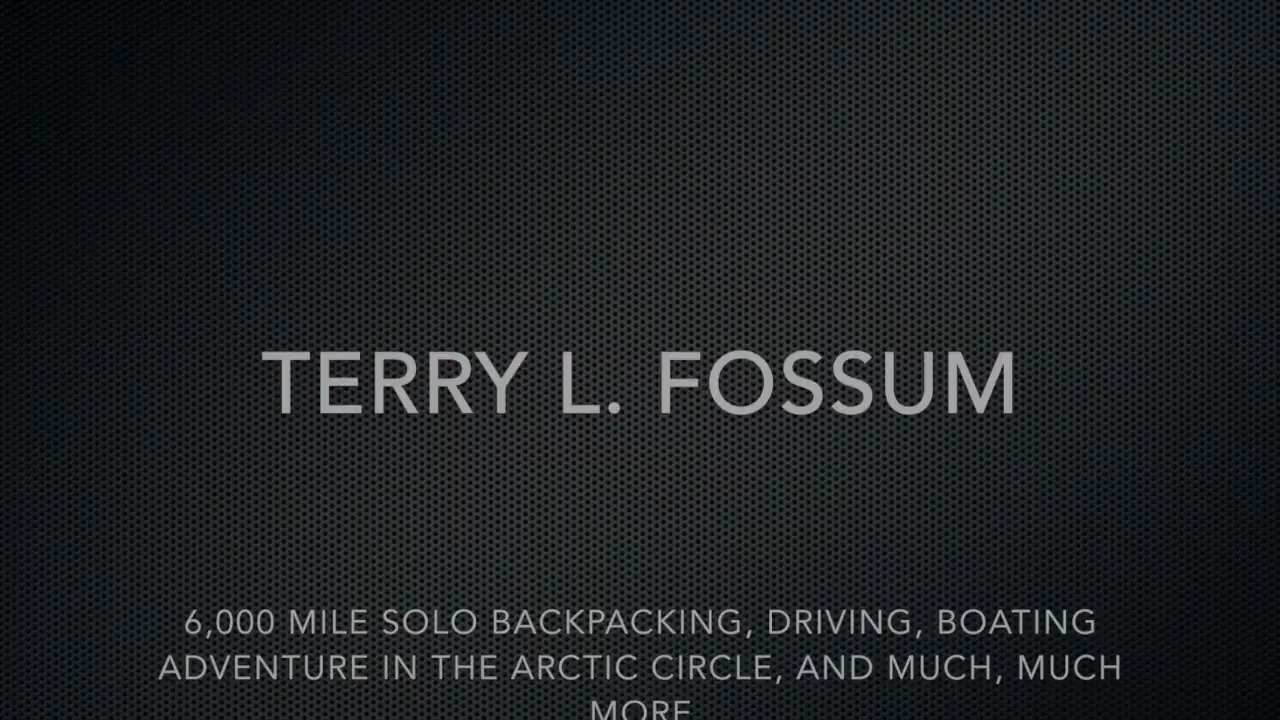 TERRY L. FOSSUM
6,000 MILE SOLO BACKPACKING, DRIVING, BOATING
ADVENTURE IN THE ARCTIC CIRCLE, AND MUCH, MUCH
MORE